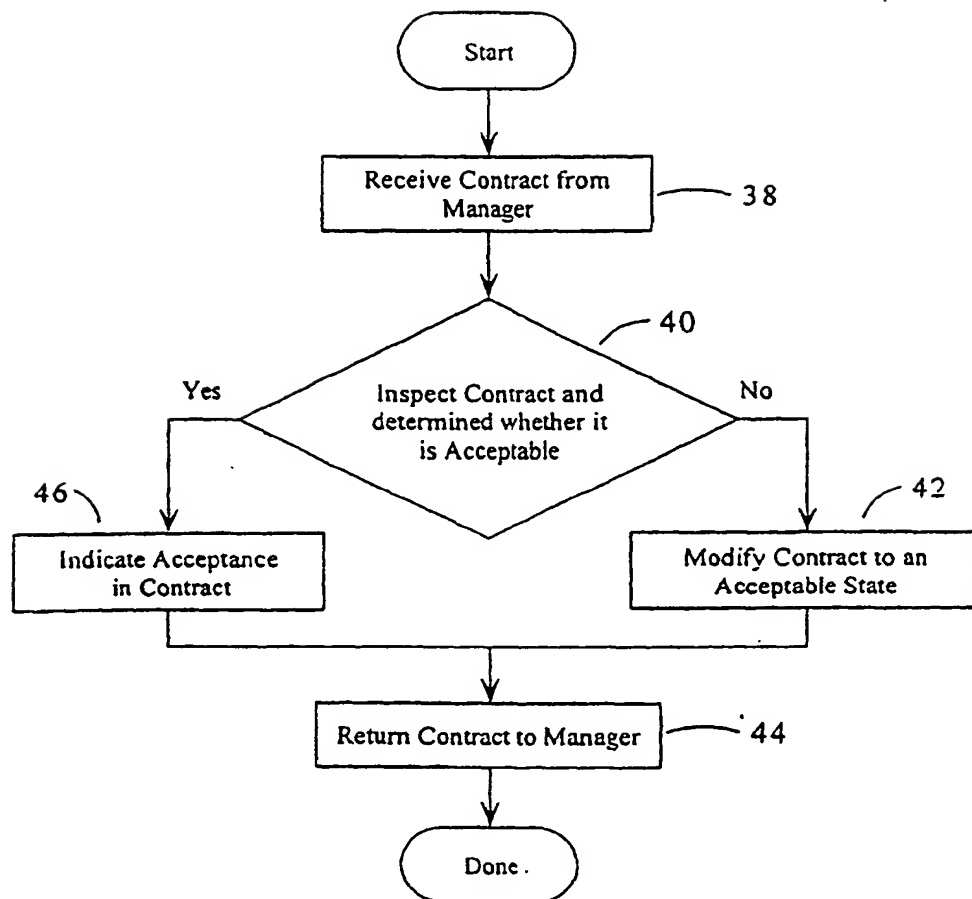 Start
Receive Contract from
Manager
38
40
Yes
Inspect Contract and
determined whether it
is Acceptable
No
46
42
Indicate Acceptance
in Contract
Modify Contract to an
Acceptable State
Return Contract to Manager
44
Done.